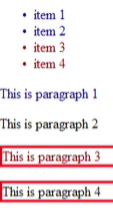 • item 1
• item 2
• item 3
• item 4
This is paragraph 1
This is paragraph 2
This is paragraph 3
This is paragraph 4